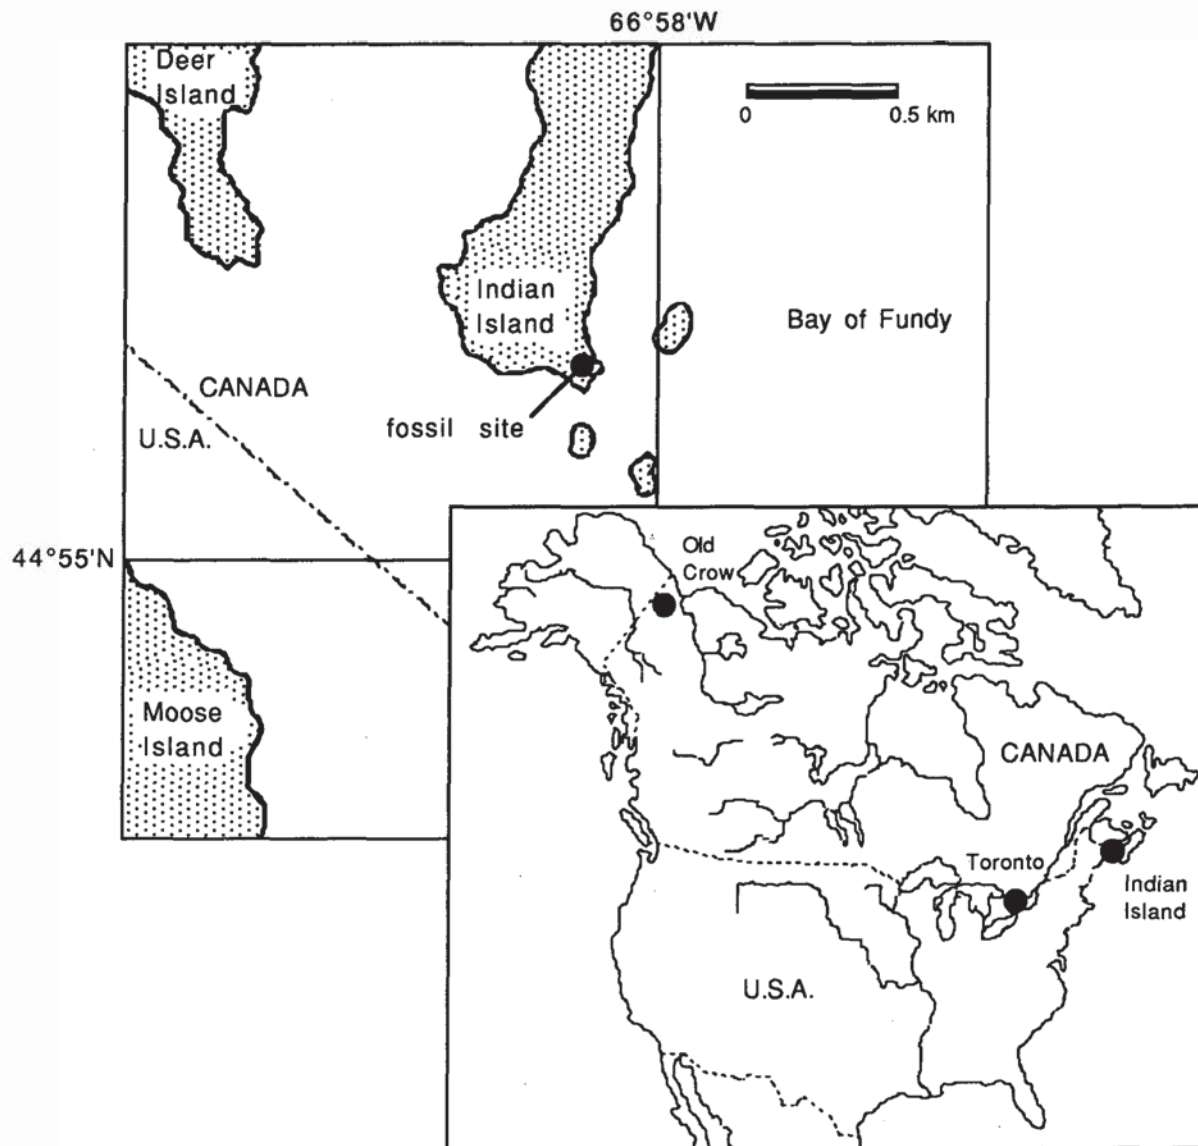 66°58'W
Deer
Island
0 0.5 km
Indian
Island
Bay of Fundy
CANADA
fossil site
U.S.A.
44°55'N
Old
Crow
Moose
Island
CANADA
Toronto
Indian
Island
U.S.A.